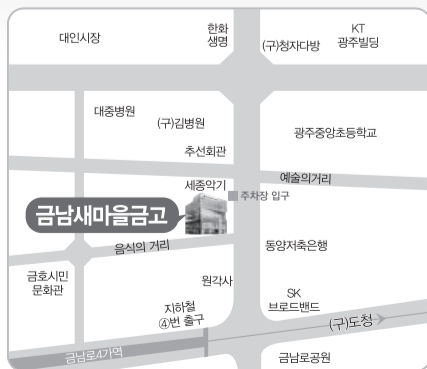 대인시장
한화
생명
(구)청자다방
KT
광주빌딩
대중병원
(구)김병원
광주중앙초등학교
추선회관
예술의거리
세종악기
주차장 입구
금남새마을금고
음식의 거리
동양저축은행
금호시민
문화관
원각사
SK
브로드밴드
지하철
④번 출구
(구)도청
금남로4가역
금남로공원